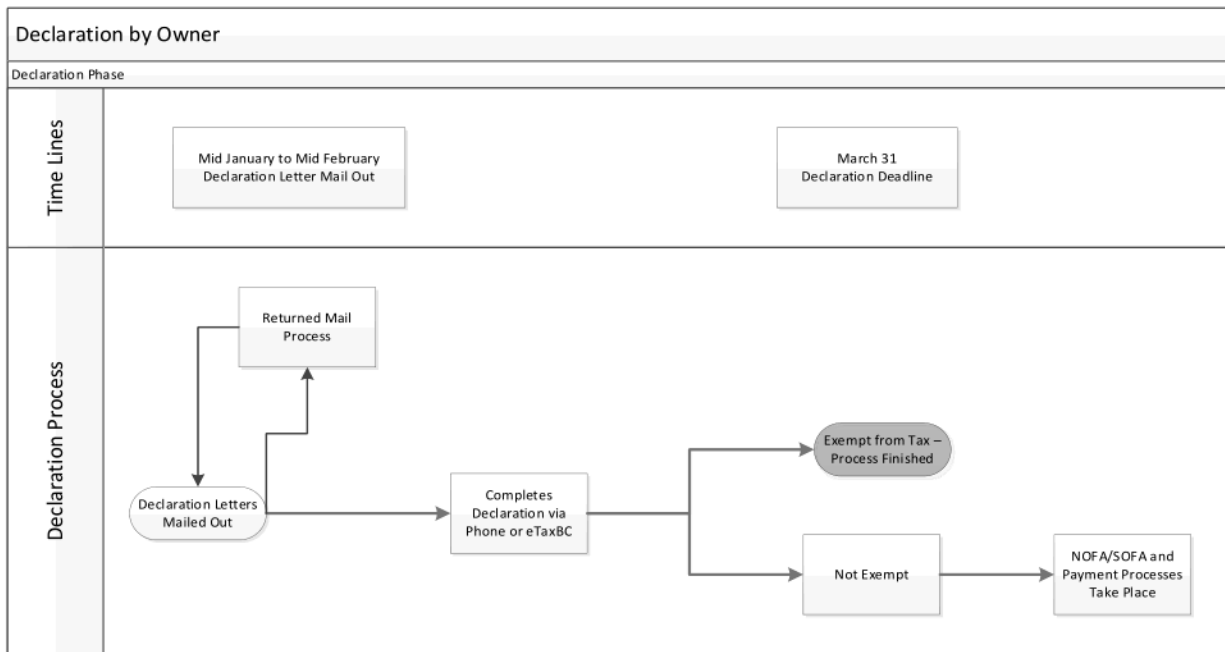 Declaration by Owner
Declaration Phase
Time Lines
Mid January to Mid February
Declaration Letter Mail Out
March 31
Declaration Deadline
Declaration Process
Returned Mail
Process
Declaration Letters
Mailed Out
Completes
Declaration via
Phone or eTaxBC
Exempt from Tax –
Process Finished
Not Exempt
NOFA/SOFA and
Payment Processes
Take Place